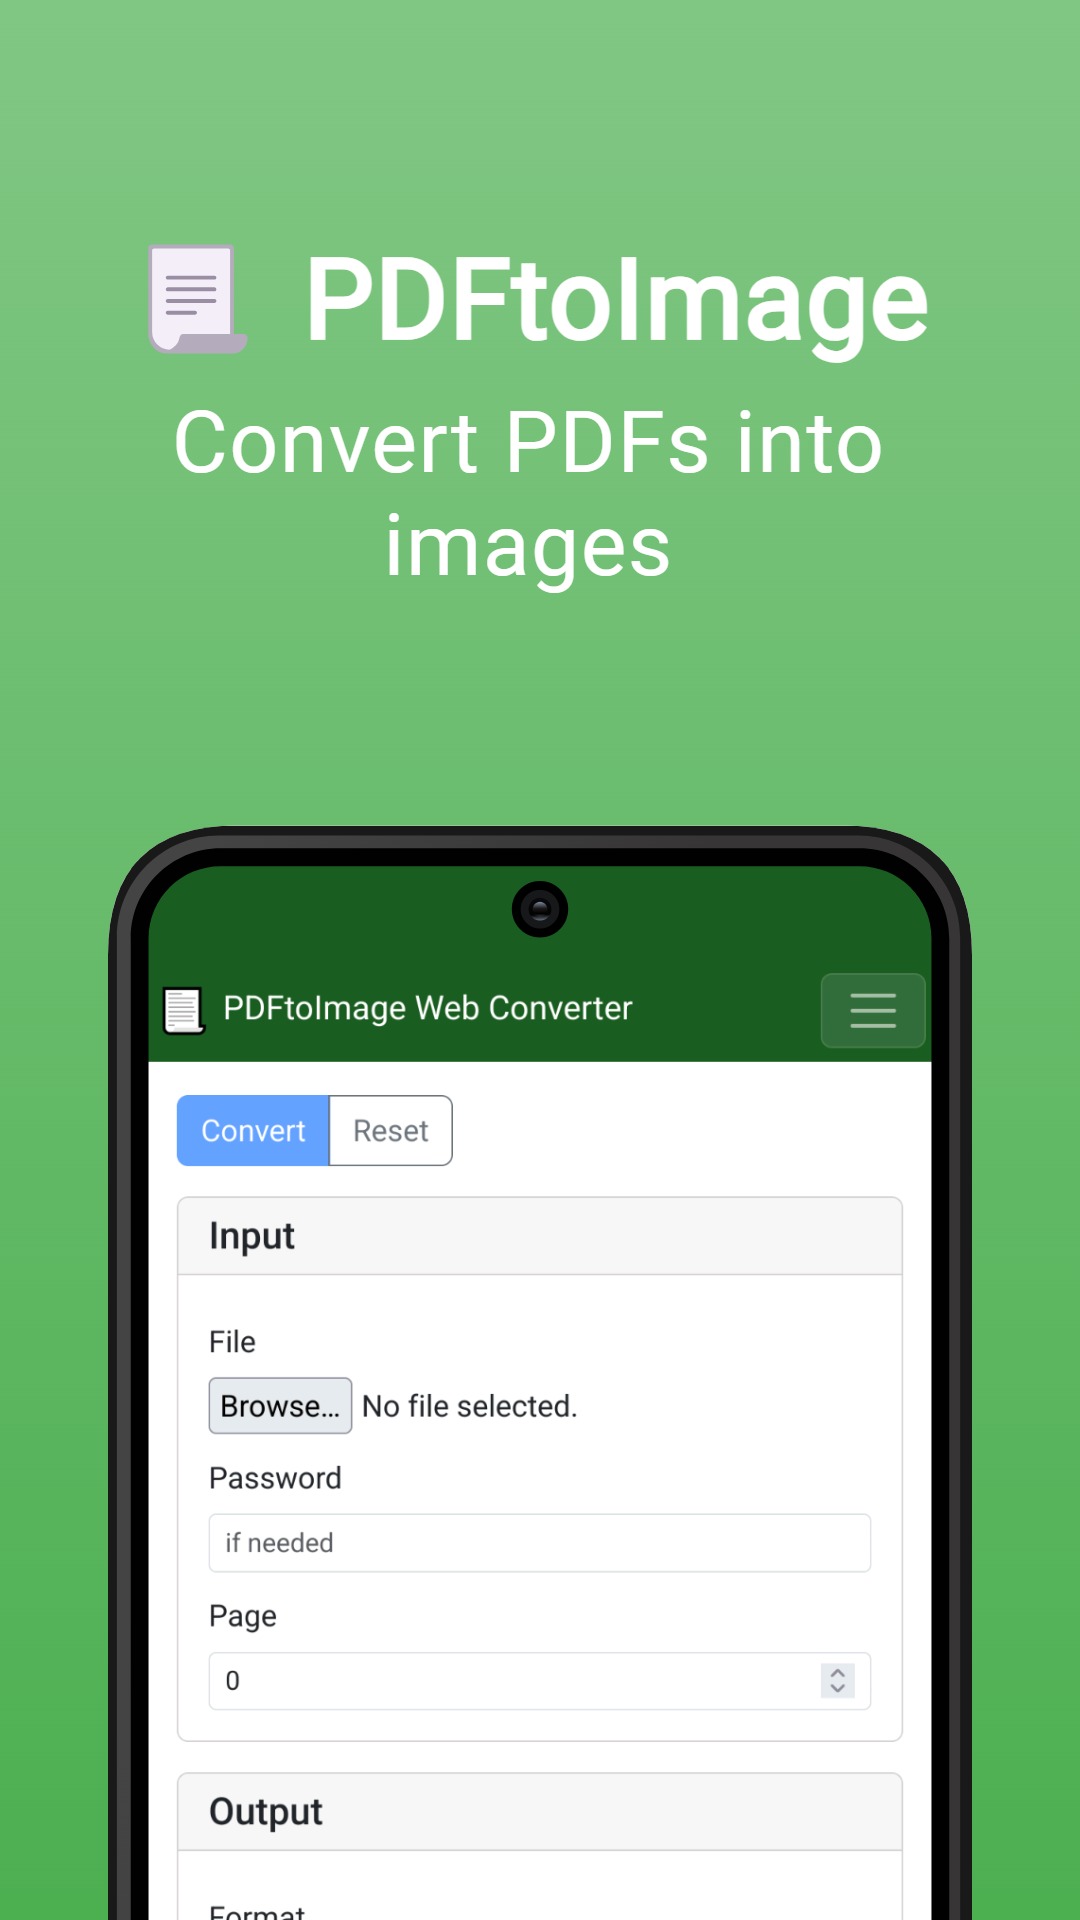 PDFtoImage
Convert PDFs into
images
PDFtoImage Web Converter
Convert Reset
Input
File
Browse... No file selected.
Password
if needed
Page
0
Output
Format